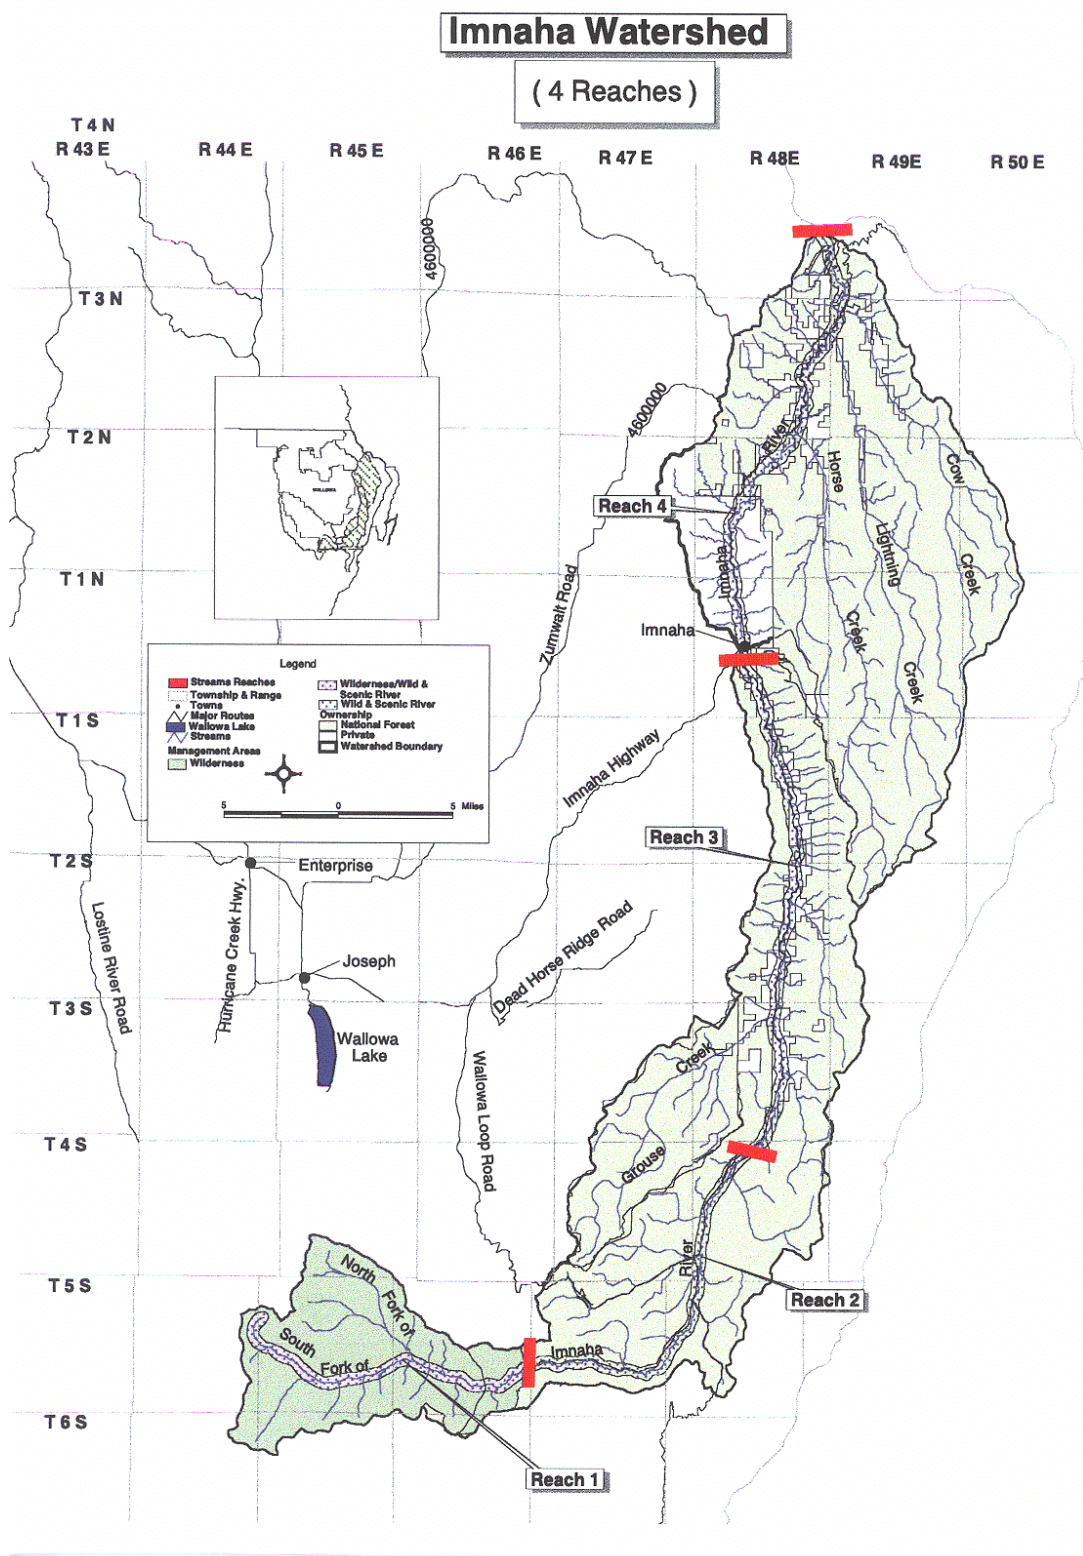 Imnaha Watershed
( 4 Reaches )
T 4 N
R 43 E
R 44 E
R 45 E
R 46 E
R 47 E
R 48E
R 49E
R 50 E
4600000
T 3 N
4600000
T 2 N
River
Horse
Cow
Reach 4
WALLOWA
Imnaha
Lightning
Creek
T 1 N
Zumwalt Road
Imnaha
Creek
Creek
Legend
Streams Reaches
Township & Range
Towns
Major Routes
Wallowa Lake
Streams
Management Areas
Wilderness
Wilderness/Wild &
Scenic River
Wild & Scenic River
Ownership
National Forest
Private
Watershed Boundary
5 0 5 Miles
T 1 S
Imnaha Highway
Reach 3
T 2 S
Enterprise
Hurricane Creek Hwy.
Lostine River Road
Joseph
Dead Horse Ridge Road
T 3 S
Wallowa
Lake
Creek
Wallowa Loop Road
T 4 S
Grouse
River
T 5 S
North
Fork of
Reach 2
South
Fork of
Imnaha
T 6 S
Reach 1